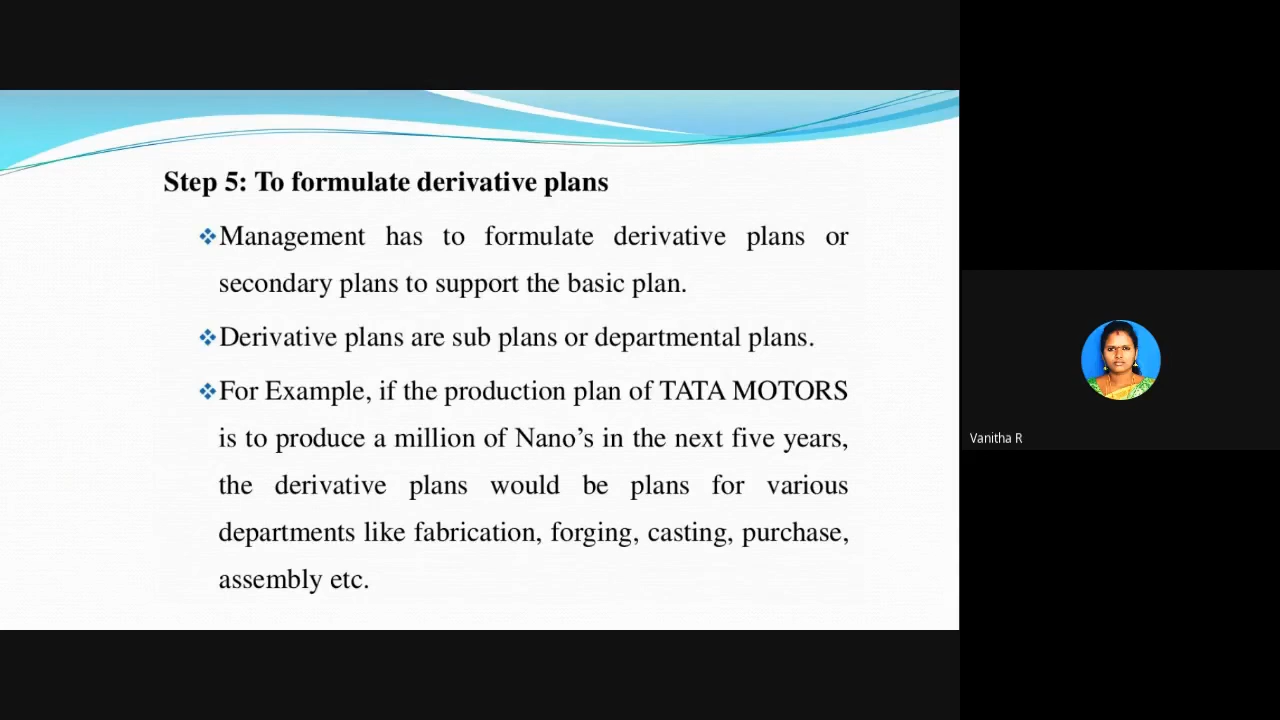 Step 5: To formulate derivative plans
Management has to formulate derivative plans or
secondary plans to support the basic plan.
Derivative plans are sub plans or departmental plans.
For Example, if the production plan of TATA MOTORS
is to produce a million of Nano's in the next five years,
the derivative plans would be plans for various
departments like fabrication, forging, casting, purchase,
assembly etc.
Vanitha R